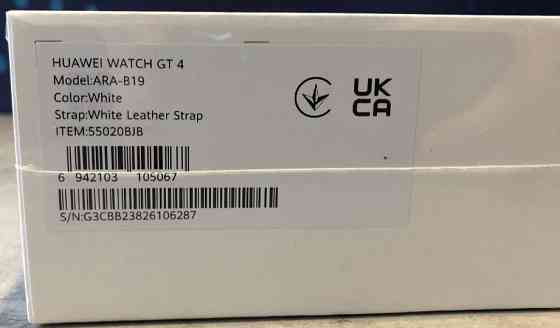 HUAWEI WATCH GT 4
Model:ARA-B19
Color:White
Strap:White Leather Strap
ITEM:55020BJB
UK
CA
6 942103 105067
S/N:G3CBB23826106287